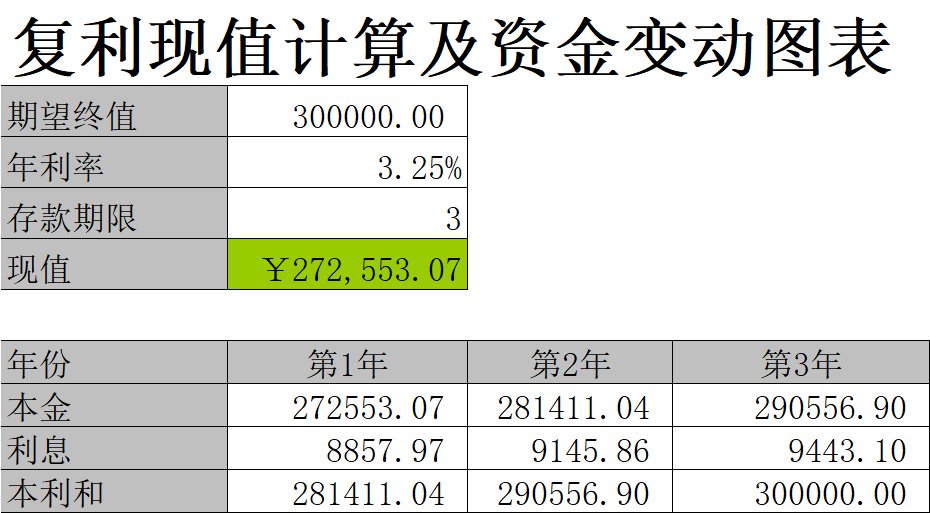 复利现值计算及资金变动图表
期望终值 300000.00
年利率 3.25%
存款期限 3
现值 ￥272,553.07
年份 第1年 第2年 第3年
本金 272553.07 281411.04 290556.90
利息 8857.97 9145.86 9443.10
本利和 281411.04 290556.90 300000.00